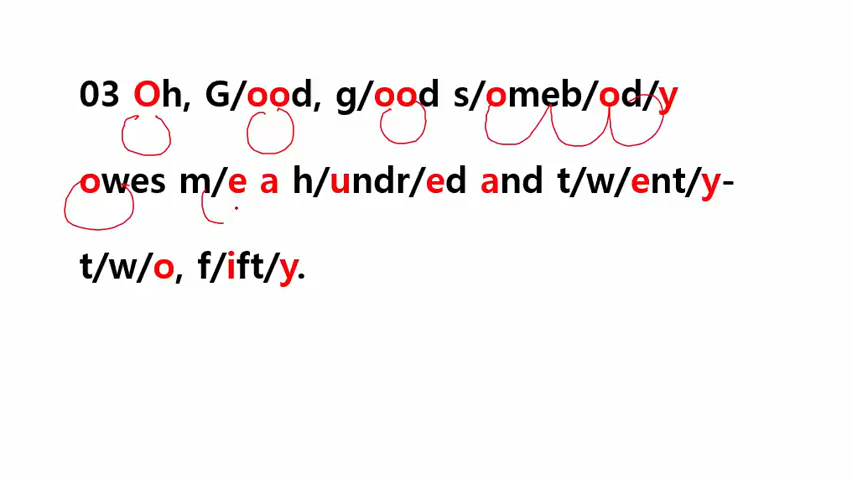 03 Oh, G/ood, g/ood s/omeb/od/y
owes m/e a h/undr/ed and t/w/ent/y-
t/w/o, f/ift/y.